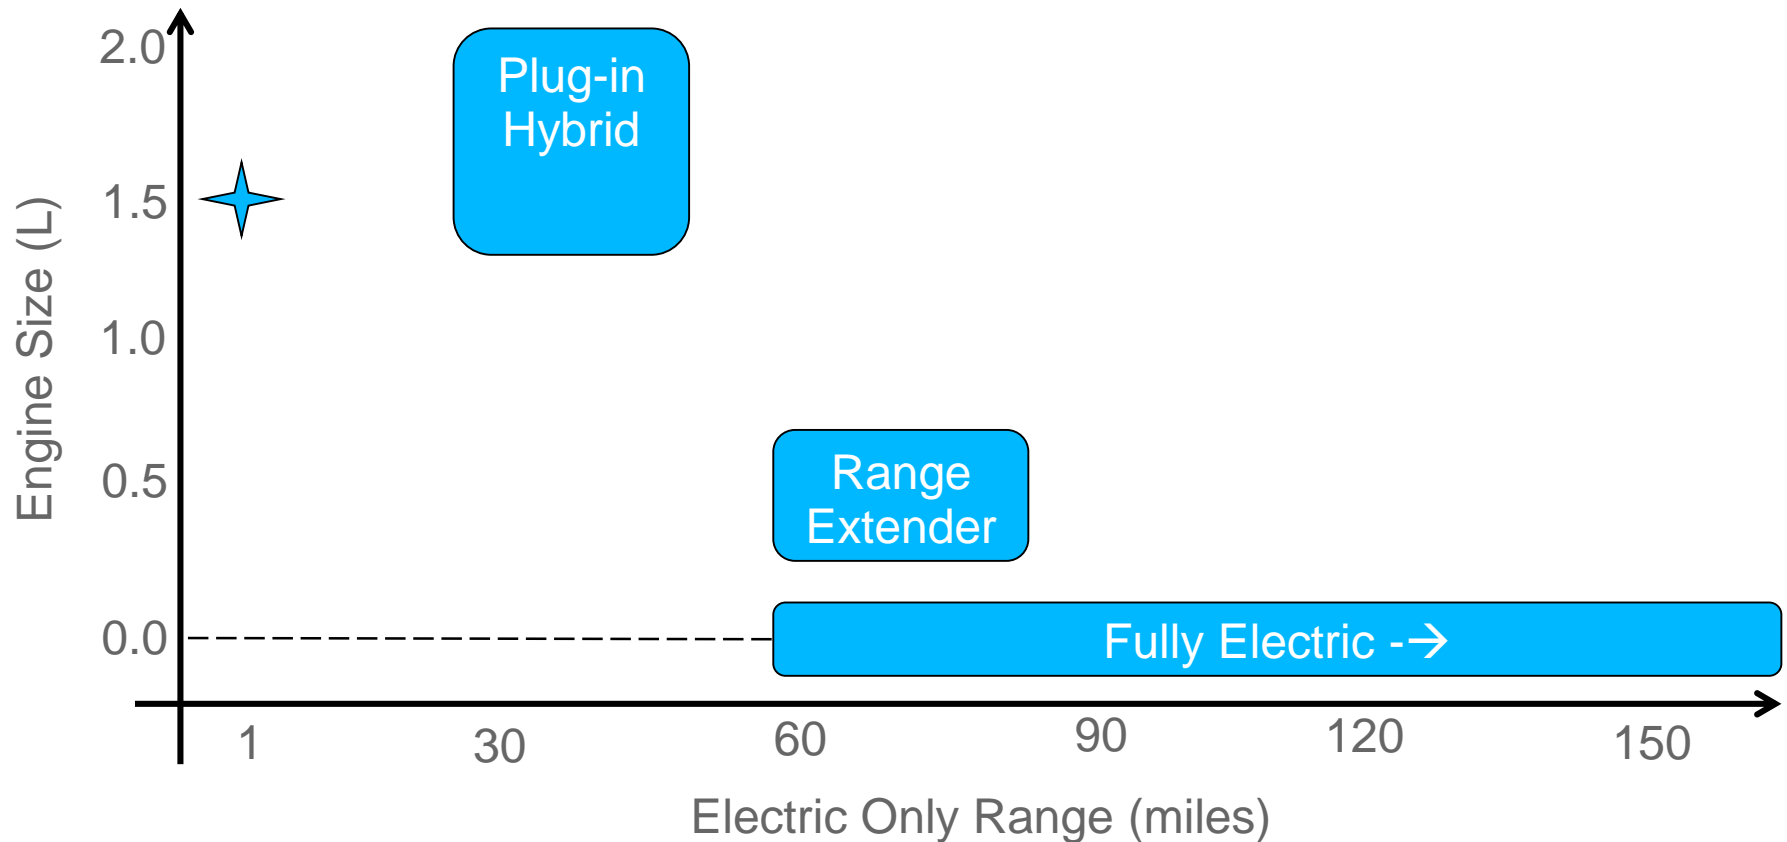 2.0
Plug-in
Hybrid
1.5
Engine Size (L)
1.0
0.5
Range
Extender
0.0
Fully Electric -→
1
30
60
90
120
150
Electric Only Range (miles)